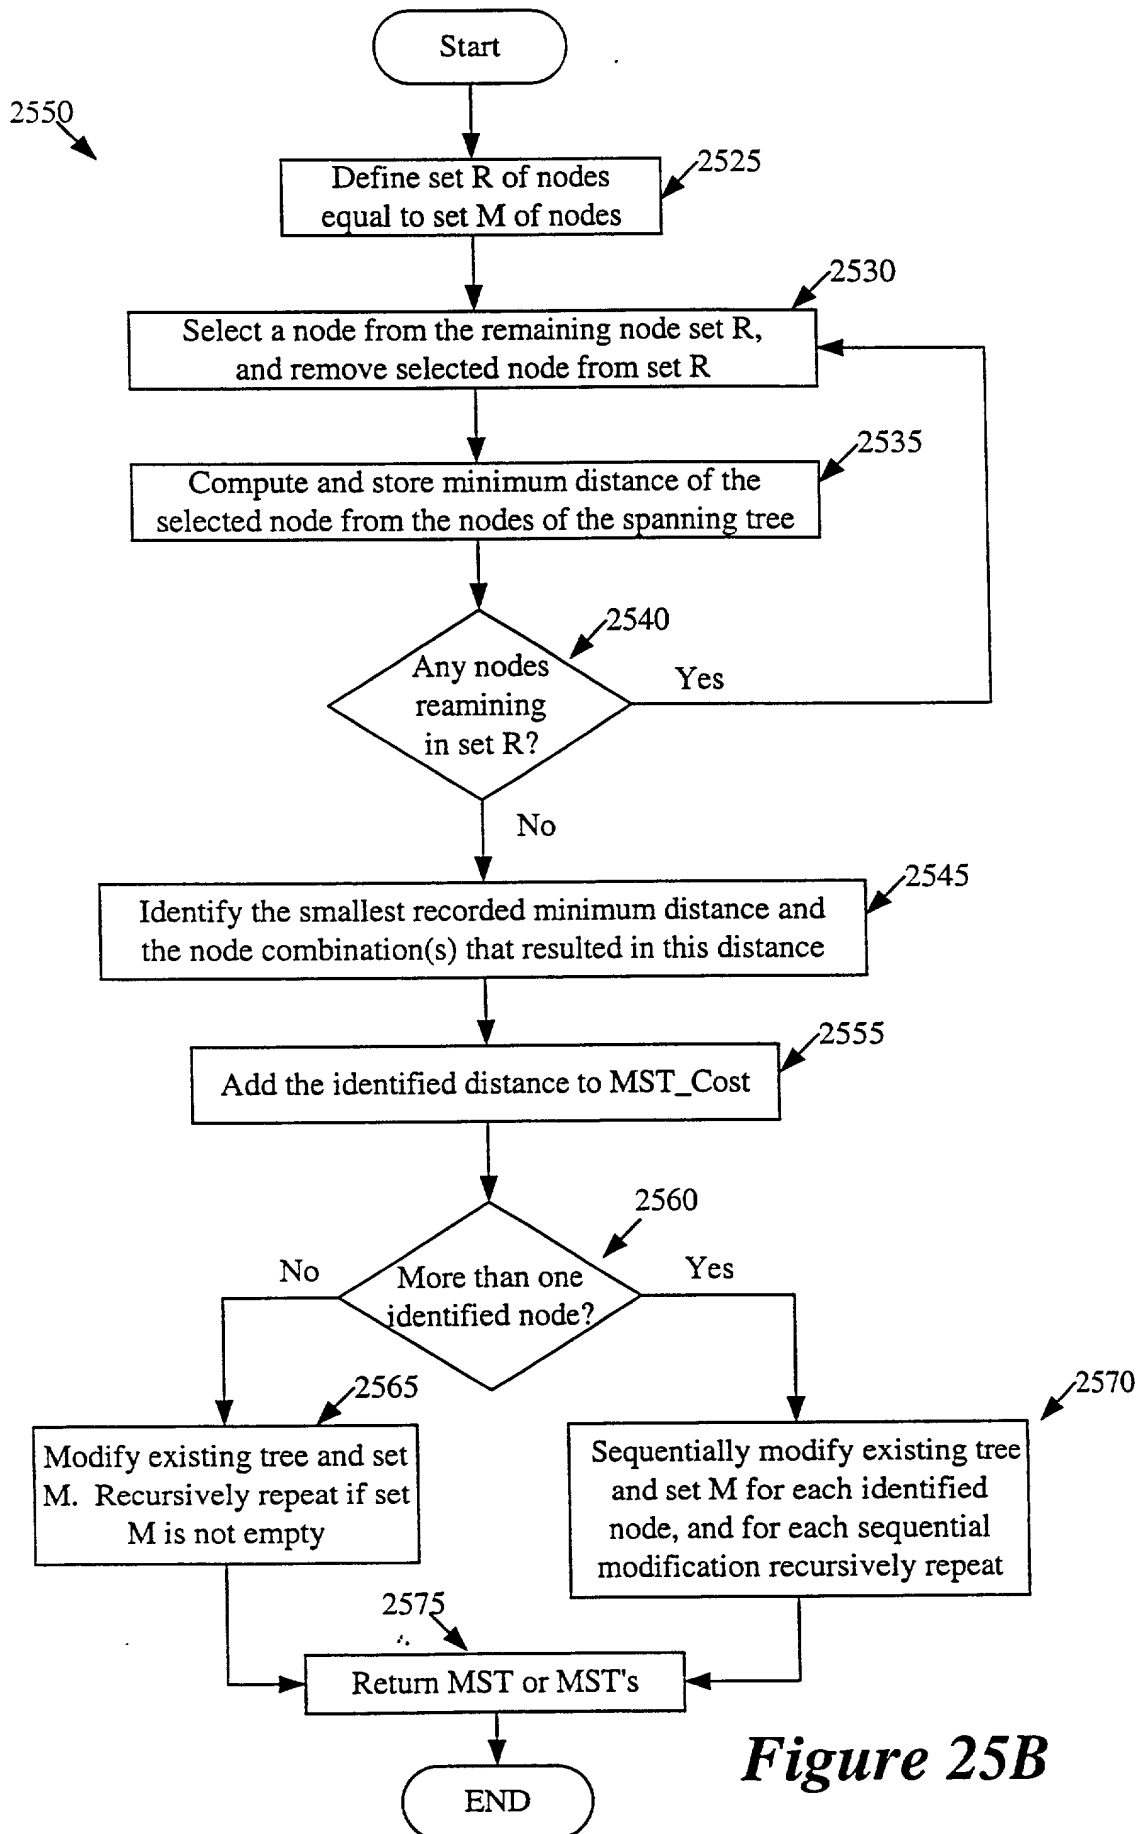 Start
2550
2525
Define set R of nodes
equal to set M of nodes
2530
Select a node from the remaining node set R,
and remove selected node from set R
2535
Compute and store minimum distance of the
selected node from the nodes of the spanning tree
2540
Any nodes
reamining
in set R?
Yes
No
2545
Identify the smallest recorded minimum distance and
the node combination(s) that resulted in this distance
2555
Add the identified distance to MST_Cost
2560
No
More than one
identified node?
Yes
2565
Modify existing tree and set
M. Recursively repeat if set
M is not empty
2570
Sequentially modify existing tree
and set M for each identified
node, and for each sequential
modification recursively repeat
2575
Return MST or MST's
END
Figure 25B